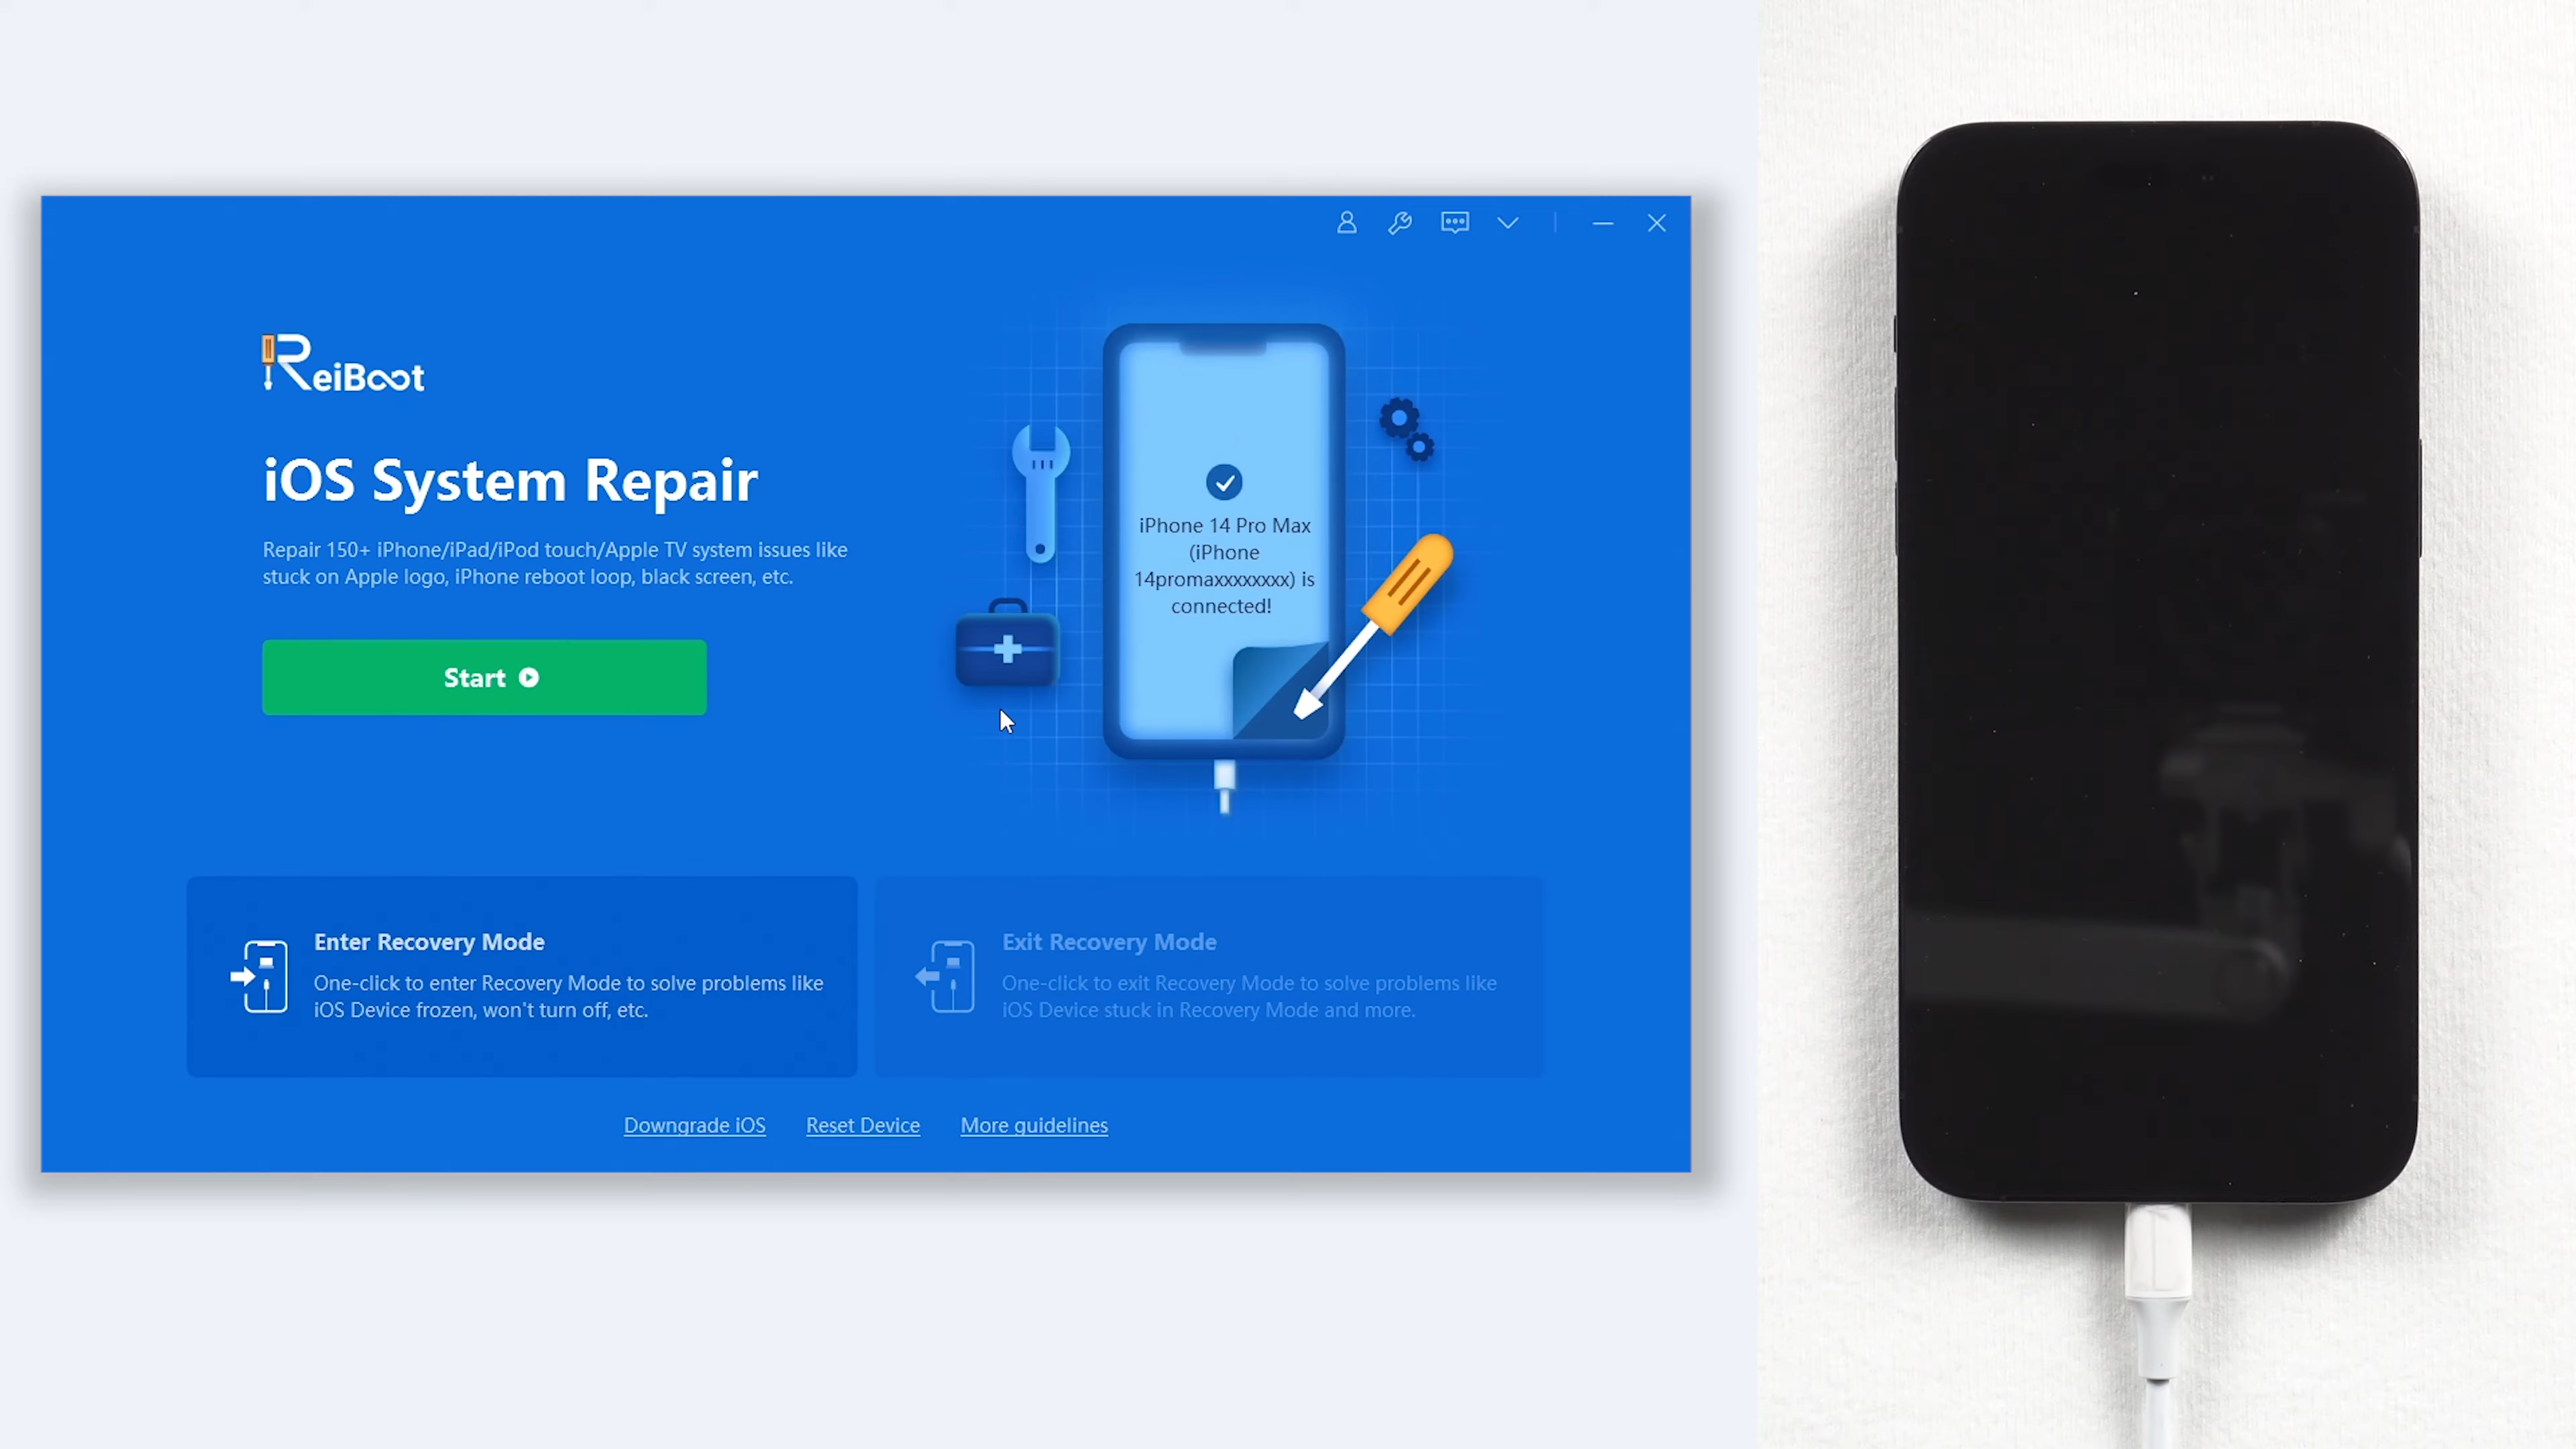 ReiBoot
iOS System Repair
Repair 150+ iPhone/iPad/iPod touch/Apple TV system issues like
stuck on Apple logo, iPhone reboot loop, black screen, etc.
Start
iPhone 14 Pro Max
(iPhone
14promaxxxxxxxx) is
connected!
Enter Recovery Mode
One-click to enter Recovery Mode to solve problems like
iOS Device frozen, won't turn off, etc.
Exit Recovery Mode
One-click to exit Recovery Mode to solve problems like
iOS Device stuck in Recovery Mode and more.
Downgrade iOS
Reset Device
More guidelines